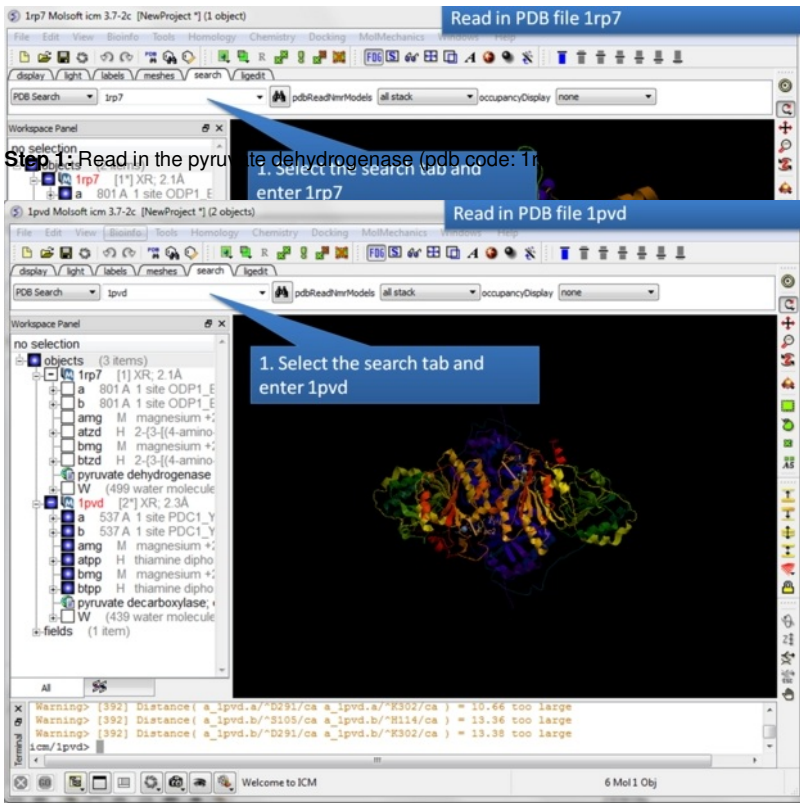 1rp7 Molsoft icm 3.7-2c [NewProject *] (1 object)
Read in PDB file 1rp7
File Edit View Bioinfo Tools Homology Chemistry Docking MolMechanics Windows Help
display light labels meshes search ligedit
PDB Search 1rp7 pdbReadNmrModels all stack occupancyDisplay none
Workspace Panel
no selection
Step 1: Read in the pyruvate dehydrogenase (pdb code: 1r
1. Select the search tab and
enter 1rp7
objects (2 items)
1rp7 [1*] XR; 2.1Å
a 801 A 1 site ODP1_E
1pvd Molsoft icm 3.7-2c [NewProject *] (2 objects)
Read in PDB file 1pvd
File Edit View Bioinfo Tools Homology Chemistry Docking MolMechanics Windows Help
display light labels meshes search ligedit
PDB Search 1pvd pdbReadNmrModels all stack occupancyDisplay none
Workspace Panel
1. Select the search tab and
enter 1pvd
no selection
objects (3 items)
1rp7 [1] XR; 2.1Å
a 801 A 1 site ODP1_E
b 801 A 1 site ODP1_E
amg M magnesium +2
atzd H 2-{3-[(4-amino-
bmg M magnesium +2
btzd H 2-{3-[(4-amino-
pyruvate dehydrogenase
W (499 water molecule
1pvd [2*] XR; 2.3Å
a 537 A 1 site PDC1_Y
b 537 A 1 site PDC1_Y
amg M magnesium +2
atpp H thiamine dipho
bmg M magnesium +2
btpp H thiamine dipho
pyruvate decarboxylase;
W (439 water molecule
fields (1 item)
All
Warning> [392] Distance( a_1pvd.a/^D291/ca a_1pvd.a/^K302/ca ) = 10.66 too large
Warning> [392] Distance( a_1pvd.b/^S105/ca a_1pvd.b/^H114/ca ) = 13.36 too large
Warning> [392] Distance( a_1pvd.b/^D291/ca a_1pvd.b/^K302/ca ) = 13.38 too large
Terminal
icm/1pvd>
Welcome to ICM
6 Mol 1 Obj